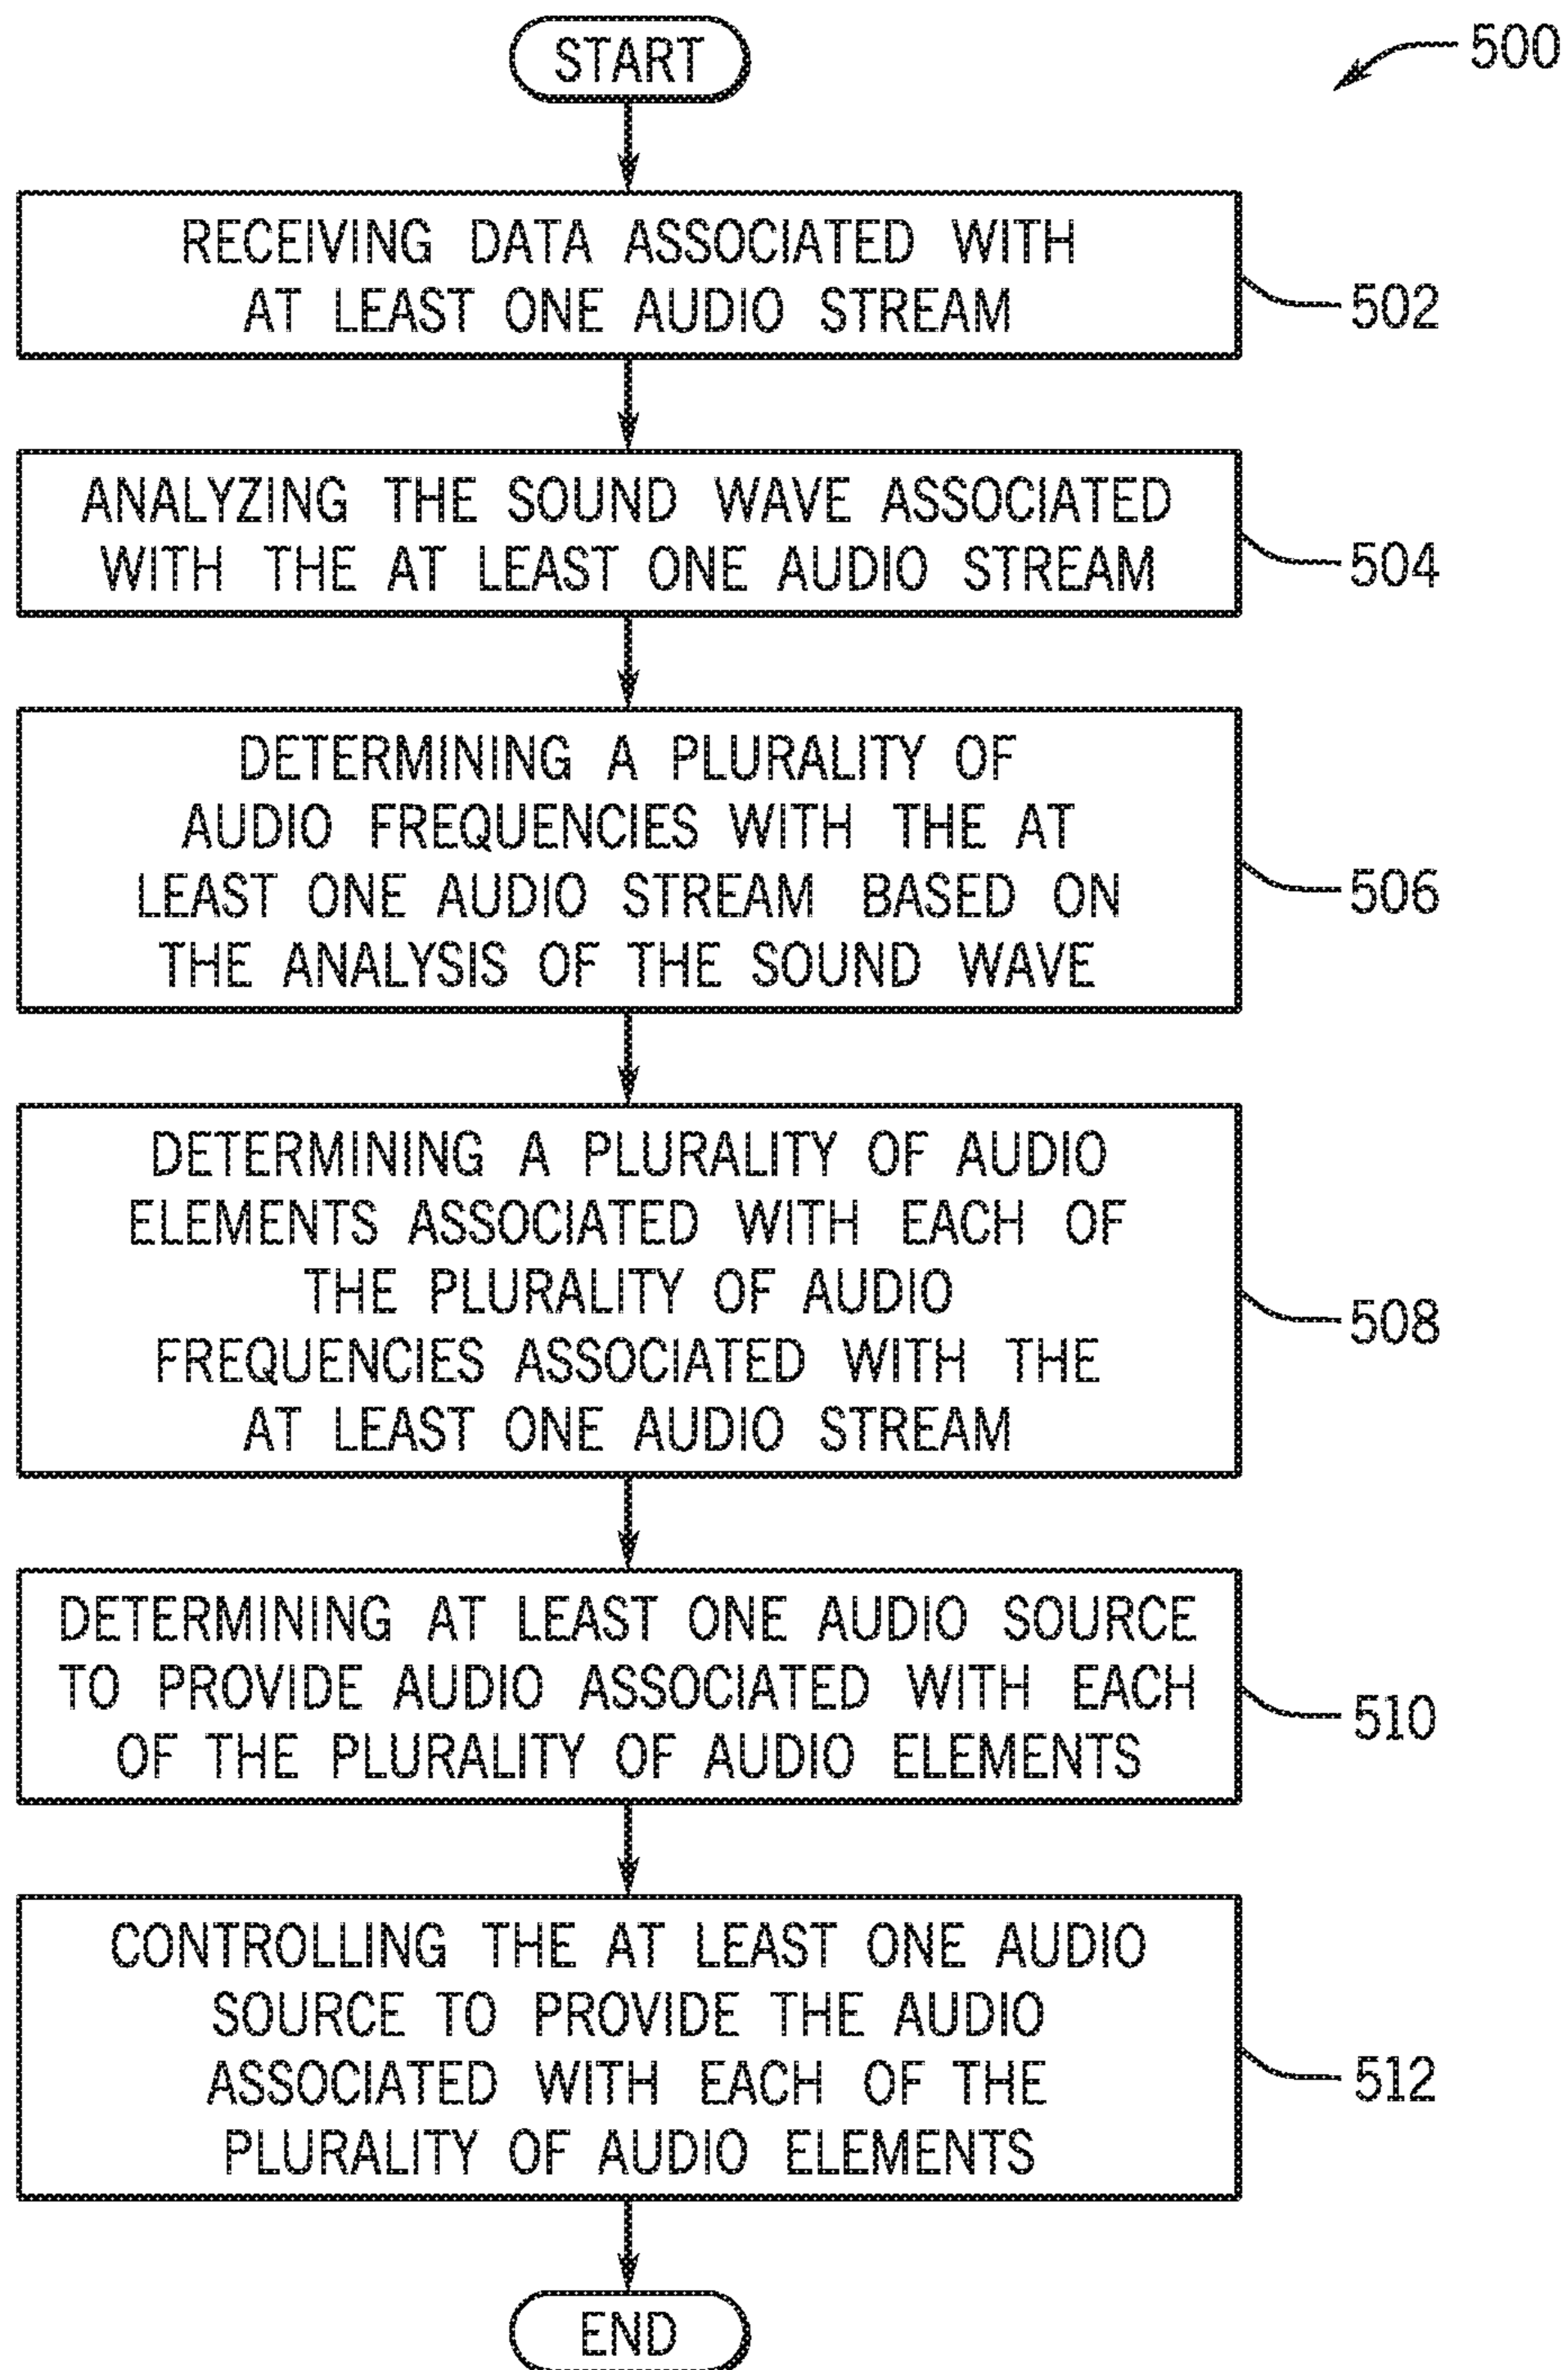 START
500
RECEIVING DATA ASSOCIATED WITH
AT LEAST ONE AUDIO STREAM
502
ANALYZING THE SOUND WAVE ASSOCIATED
WITH THE AT LEAST ONE AUDIO STREAM
504
DETERMINING A PLURALITY OF
AUDIO FREQUENCIES WITH THE AT
LEAST ONE AUDIO STREAM BASED ON
THE ANALYSIS OF THE SOUND WAVE
506
DETERMINING A PLURALITY OF AUDIO
ELEMENTS ASSOCIATED WITH EACH OF
THE PLURALITY OF AUDIO
FREQUENCIES ASSOCIATED WITH THE
AT LEAST ONE AUDIO STREAM
508
DETERMINING AT LEAST ONE AUDIO SOURCE
TO PROVIDE AUDIO ASSOCIATED WITH EACH
OF THE PLURALITY OF AUDIO ELEMENTS
510
CONTROLLING THE AT LEAST ONE AUDIO
SOURCE TO PROVIDE THE AUDIO
ASSOCIATED WITH EACH OF THE
PLURALITY OF AUDIO ELEMENTS
512
END